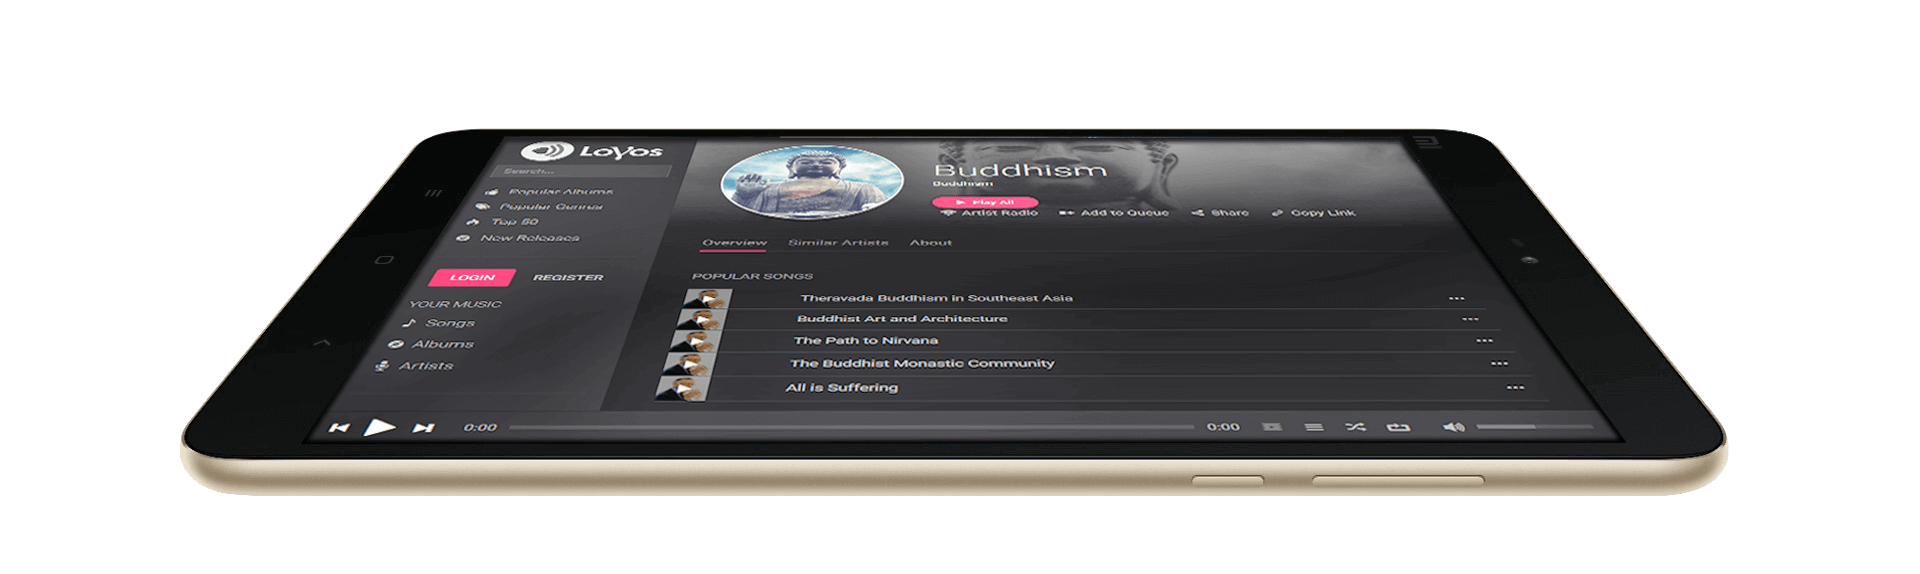 LoYos
Search...
Popular Albums
Popular Genres
Top 50
New Releases
LOGIN REGISTER
YOUR MUSIC
Songs
Albums
Artists
Buddhism
Buddhism
Play All
Artist Radio Add to Queue Share Copy Link
Overview Similar Artists About
POPULAR SONGS
Theravada Buddhism in Southeast Asia
Buddhist Art and Architecture
The Path to Nirvana
The Buddhist Monastic Community
All is Suffering
0:00 0:00